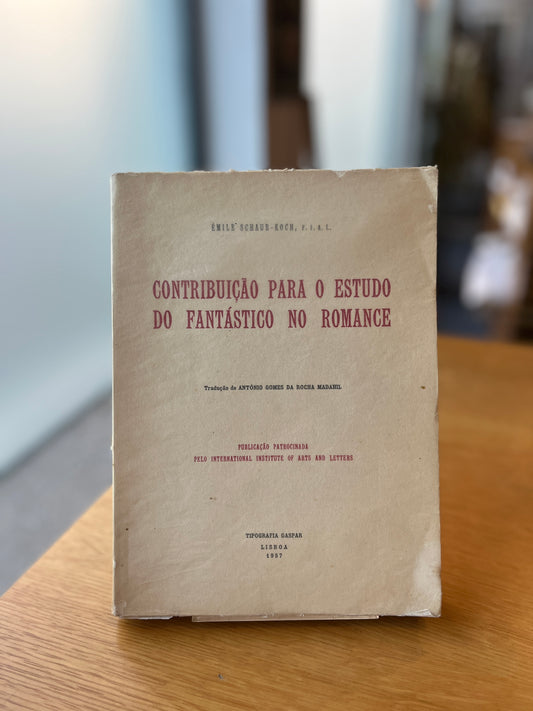 ÉMILE SCHAUB-KOCH, F. I. A. L.
CONTRIBUIÇÃO PARA O ESTUDO
DO FANTÁSTICO NO ROMANCE
Tradução de ANTÓNIO GOMES DA ROCHA MADAHIL
PUBLICAÇÃO PATROCINADA
PELO INTERNATIONAL INSTITUTE OF ARTS AND LETTERS
TIPOGRAFIA GASPAR
LISBOA
1957